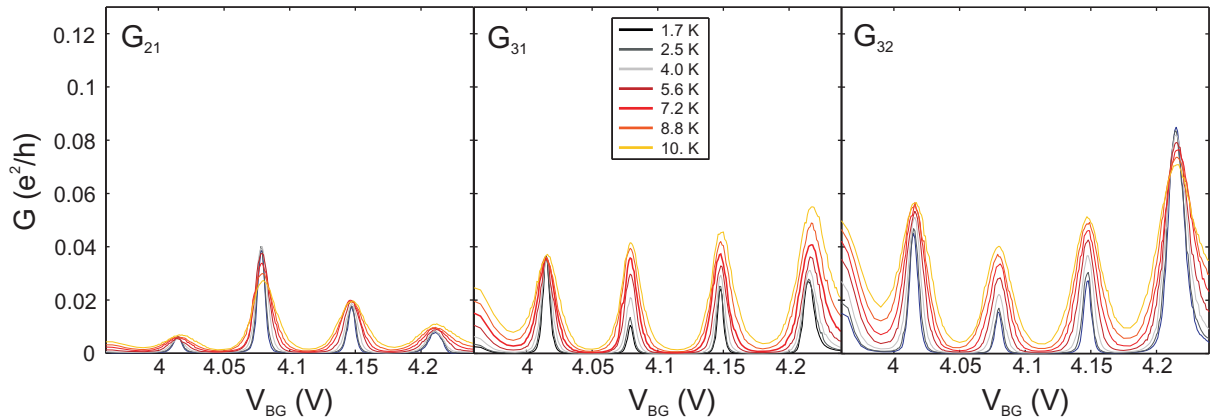 G21
G31
G32
0.12
0.1
0.08
0.06
0.04
0.02
0
G (e²/h)
1.7 K
2.5 K
4.0 K
5.6 K
7.2 K
8.8 K
10. K
4 4.05 4.1 4.15 4.2
4 4.05 4.1 4.15 4.2
4 4.05 4.1 4.15 4.2
VBG (V)
VBG (V)
VBG (V)